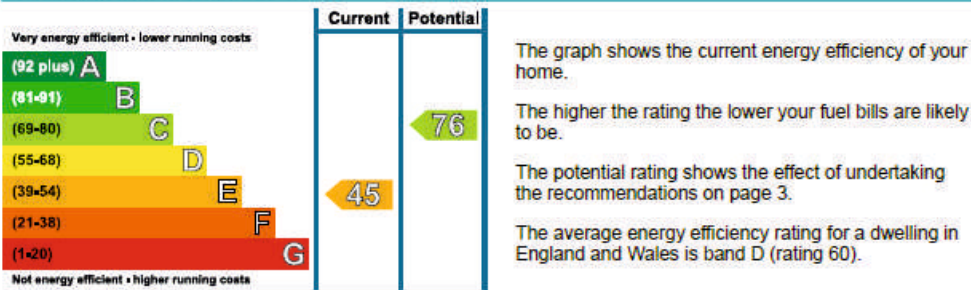 Current Potential
Very energy efficient - lower running costs
(92 plus) A
(81-91) B
(69-80) C
76
(55-68) D
(39-54) E
45
(21-38) F
(1-20) G
Not energy efficient - higher running costs
The graph shows the current energy efficiency of your
home.
The higher the rating the lower your fuel bills are likely
to be.
The potential rating shows the effect of undertaking
the recommendations on page 3.
The average energy efficiency rating for a dwelling in
England and Wales is band D (rating 60).